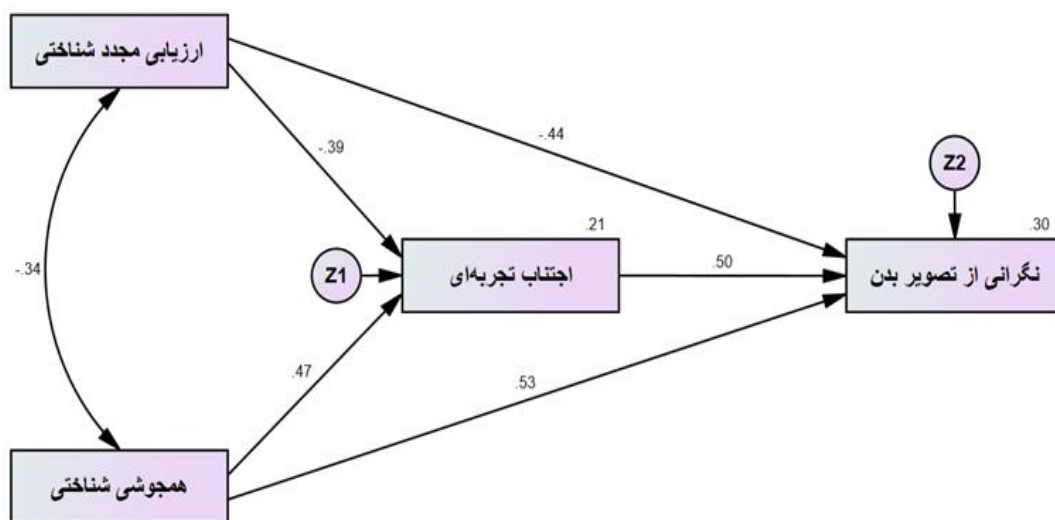 ارزیابی مجدد شناختی
-.44
-.39
Z2
.21
.30
-.34
Z1
اجتناب تجربه‌ای
.50
نگرانی از تصویر بدن
.47
.53
همجوشی شناختی